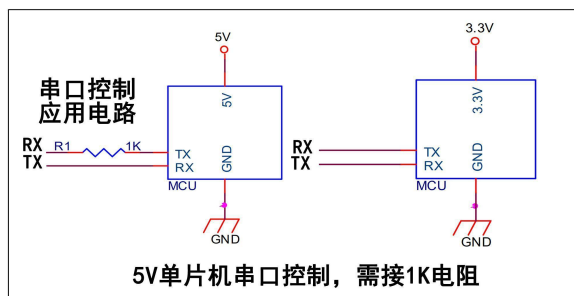 5V
3.3V
串口控制
应用电路
5V
3.3V
RX R1 1K TX
TX RX
GND
MCU
GND
RX TX
TX RX
GND
MCU
GND
5V单片机串口控制，需接1K电阻